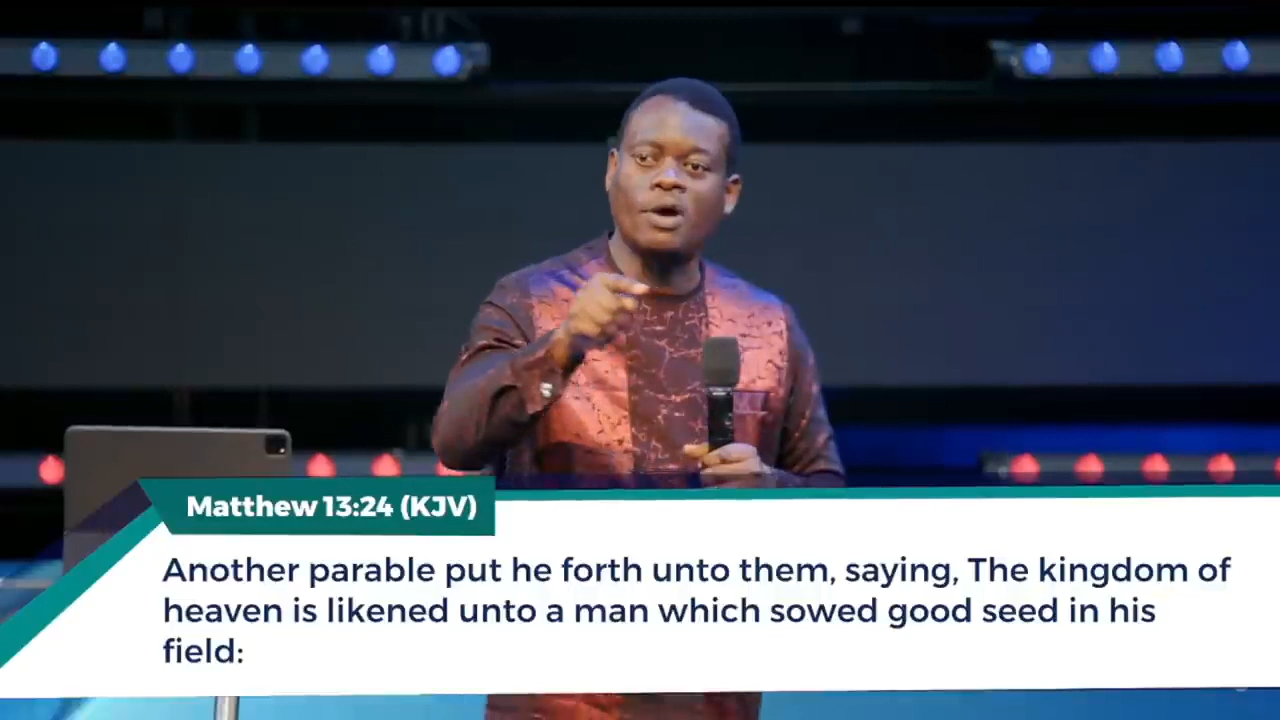 Matthew 13:24 (KJV)
Another parable put he forth unto them, saying, The kingdom of
heaven is likened unto a man which sowed good seed in his
field: